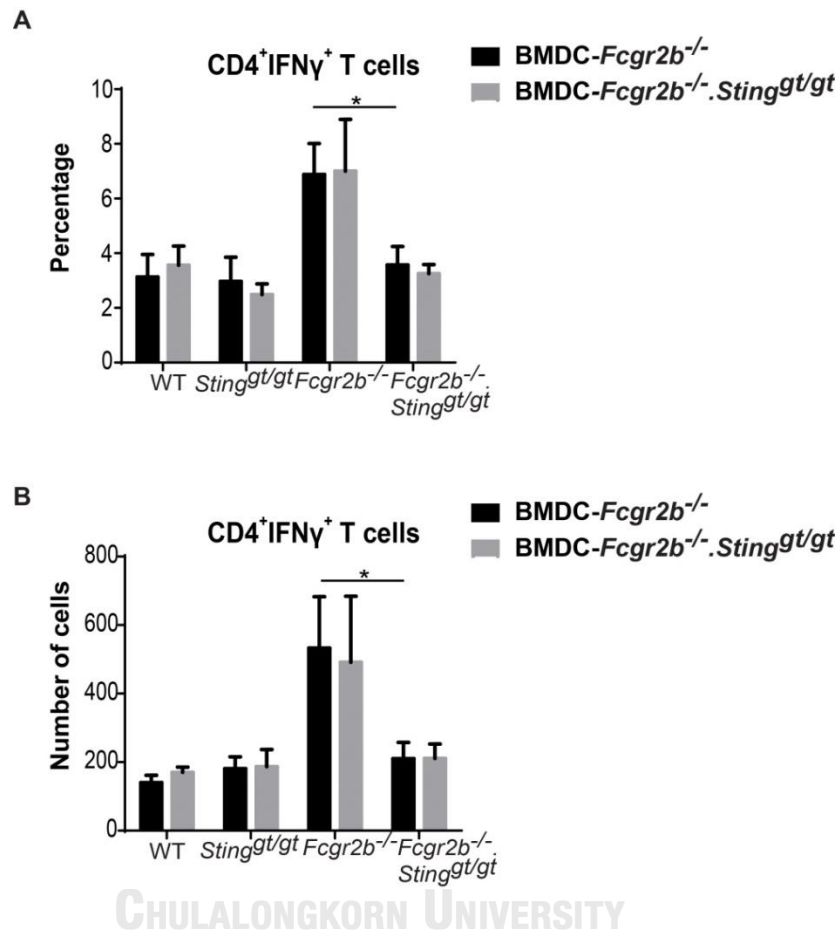 A
CD4⁺IFNγ⁺ T cells
BMDC-Fcgr2b⁻/⁻
BMDC-Fcgr2b⁻/⁻.Stingᵍᵗ/ᵍᵗ
*
Percentage
10
8
6
4
2
0
WT Stingᵍᵗ/ᵍᵗ Fcgr2b⁻/⁻ Fcgr2b⁻/⁻.
Stingᵍᵗ/ᵍᵗ
B
CD4⁺IFNγ⁺ T cells
BMDC-Fcgr2b⁻/⁻
BMDC-Fcgr2b⁻/⁻.Stingᵍᵗ/ᵍᵗ
*
Number of cells
800
600
400
200
0
WT Stingᵍᵗ/ᵍᵗ Fcgr2b⁻/⁻ Fcgr2b⁻/⁻.
Stingᵍᵗ/ᵍᵗ
CHULALONGKORN UNIVERSITY